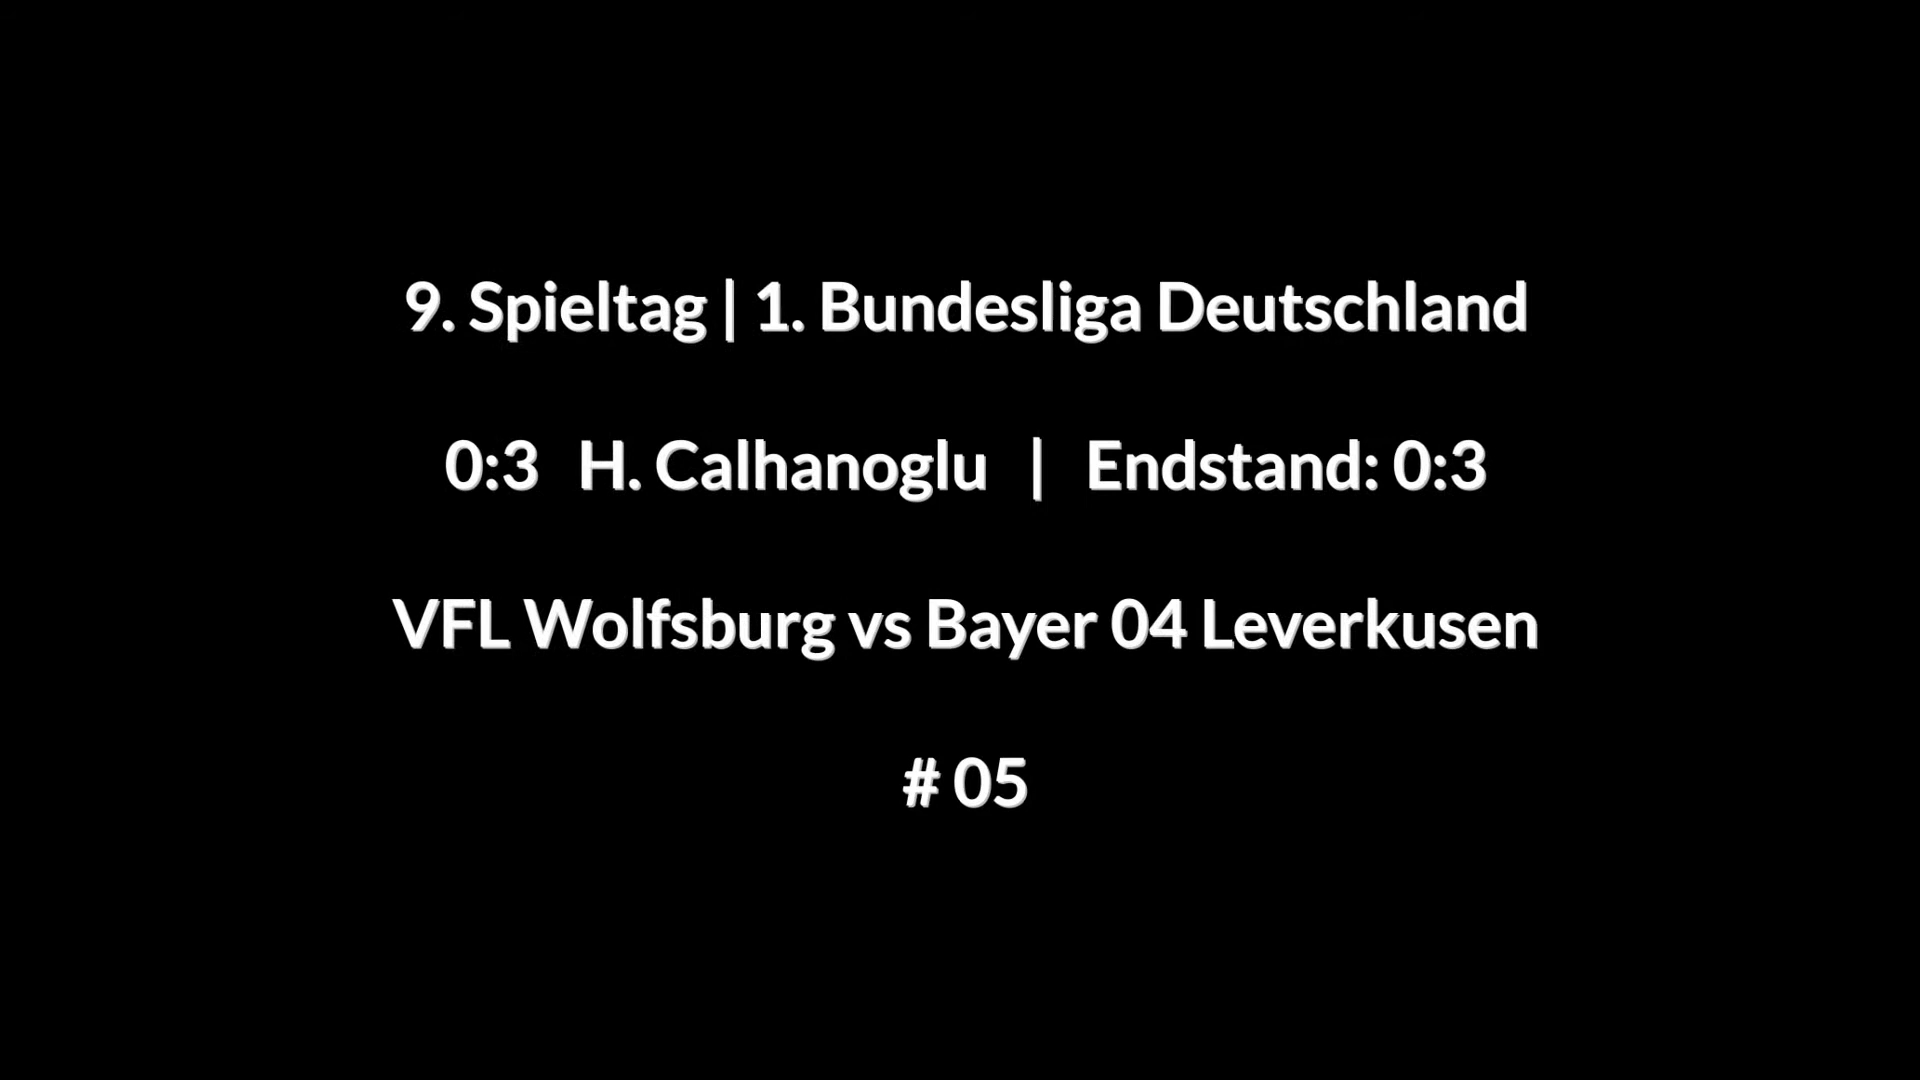 9. Spieltag | 1. Bundesliga Deutschland
0:3 H. Calhanoglu | Endstand: 0:3
VFL Wolfsburg vs Bayer 04 Leverkusen
# 05